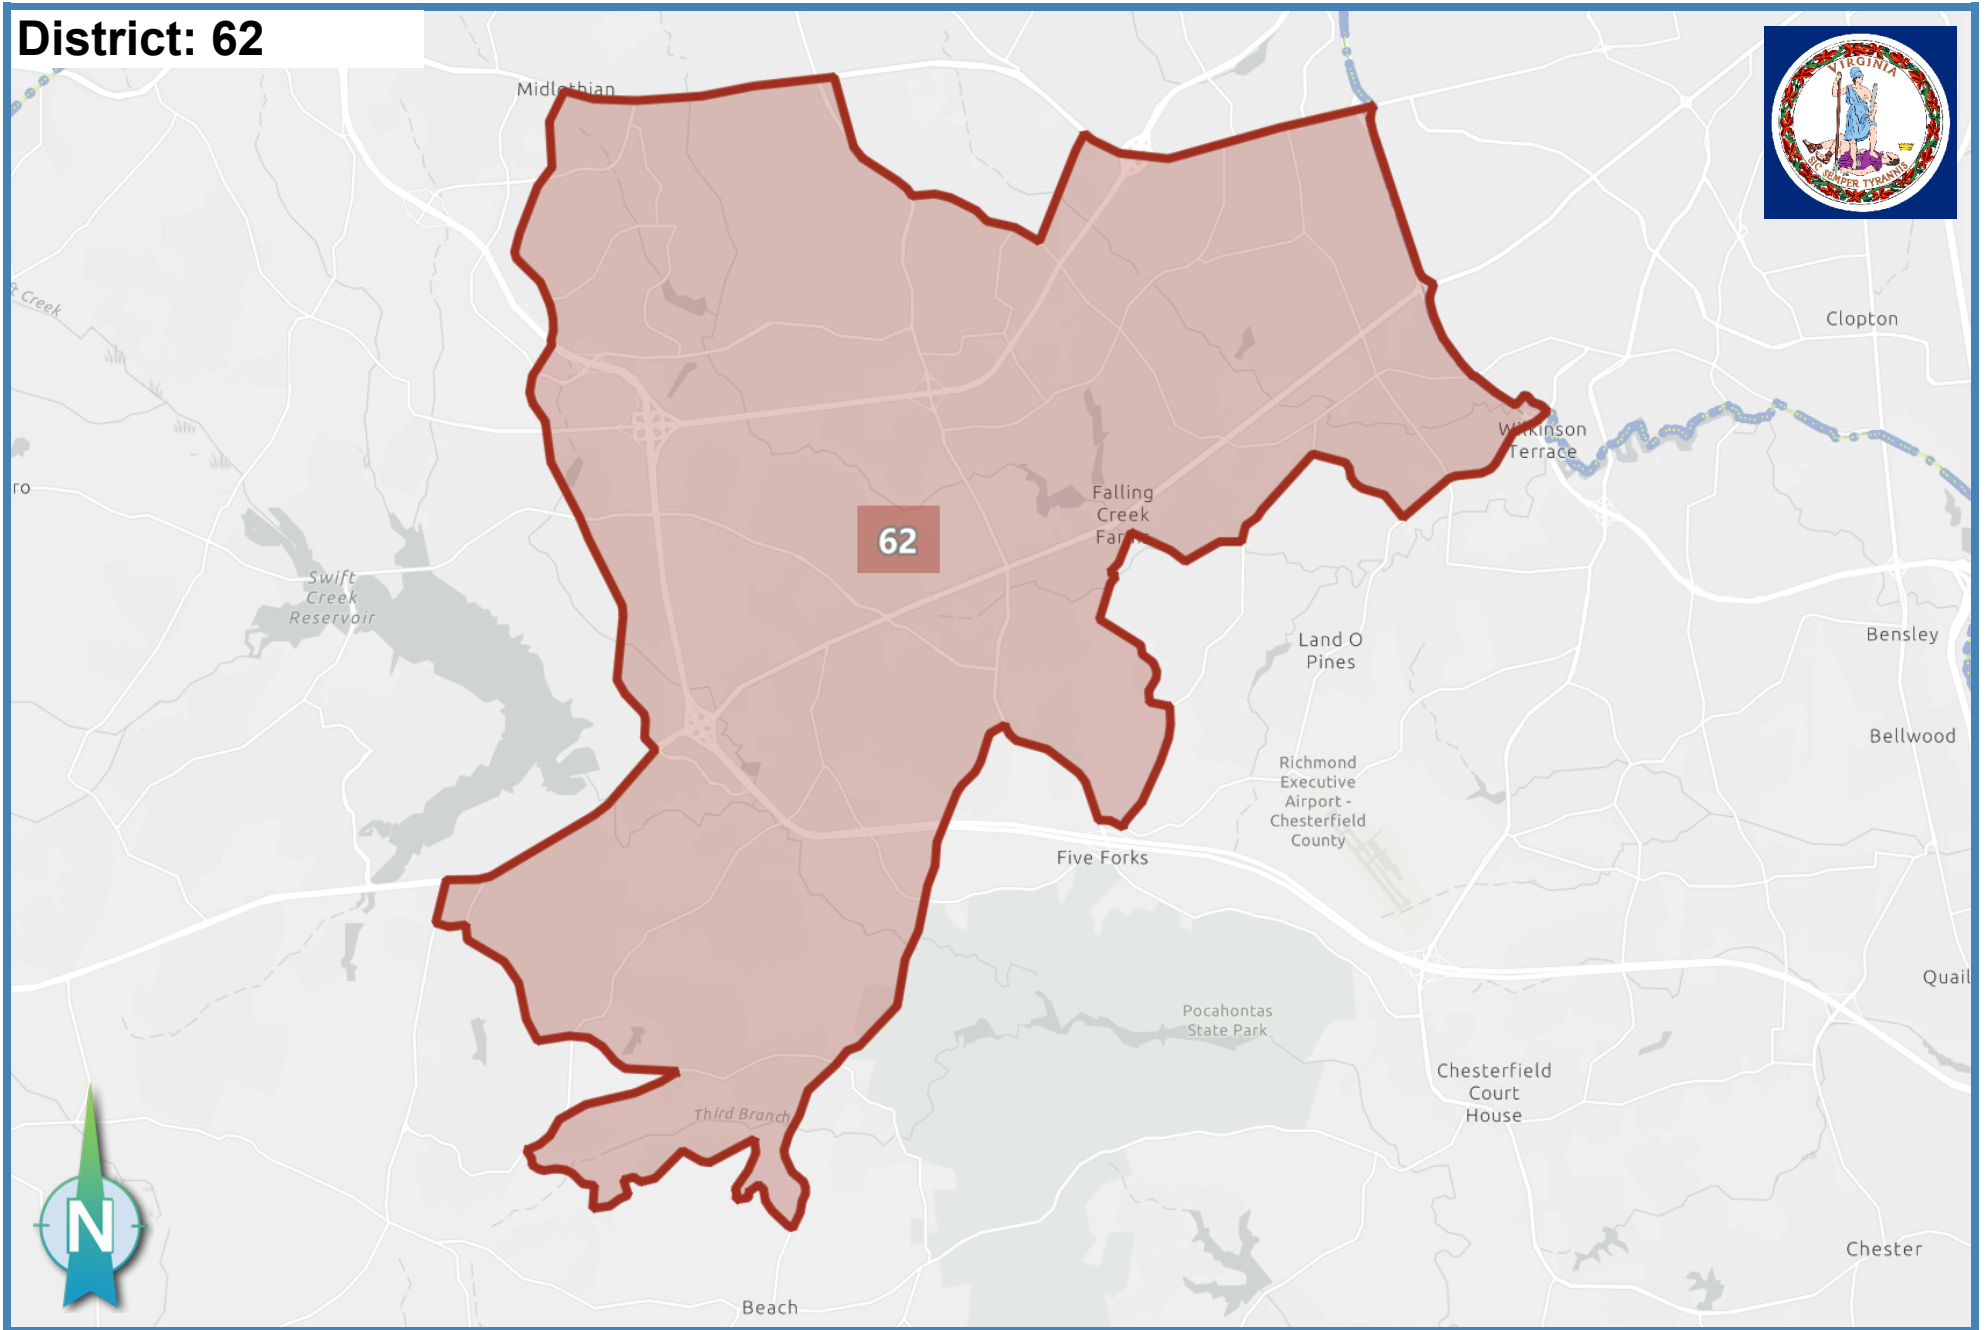 District: 62
VIRGINIA
SIC SEMPER TYRANNIS
Midlothian
Clopton
Wilkinson
Terrace
ro
Falling
Creek
Farms
62
Swift
Creek
Reservoir
Land O
Pines
Bensley
Bellwood
Richmond
Executive
Airport -
Chesterfield
County
Five Forks
Quail
Pocahontas
State Park
Chesterfield
Court
House
Third Branch
N
Chester
Beach
ft Creek